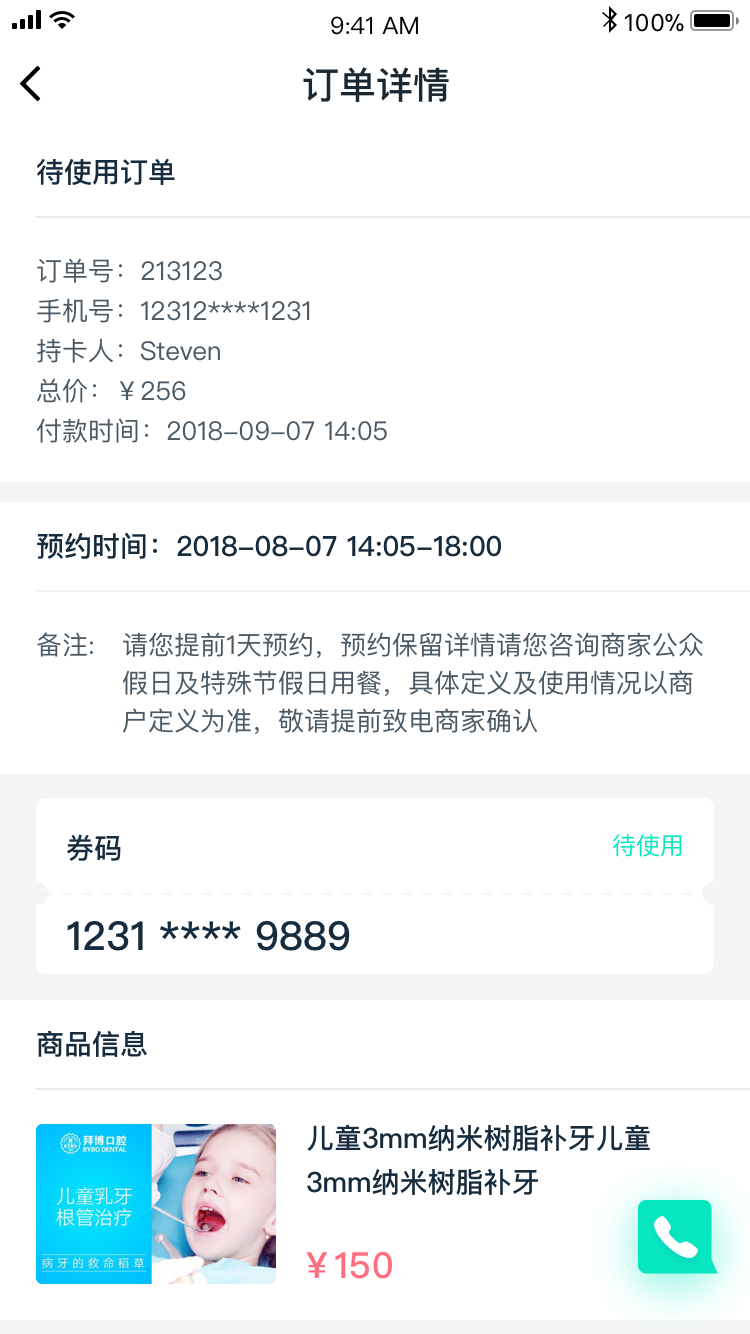 9:41 AM
100%
订单详情
待使用订单
订单号：213123
手机号：12312****1231
持卡人：Steven
总价：￥256
付款时间：2018-09-07 14:05
预约时间：2018-08-07 14:05-18:00
备注: 请您提前1天预约，预约保留详情请您咨询商家公众
假日及特殊节假日用餐，具体定义及使用情况以商
户定义为准，敬请提前致电商家确认
券码
待使用
1231 **** 9889
商品信息
拜博口腔
BYBO DENTAL
儿童乳牙
根管治疗
病牙的救命稻草
儿童3mm纳米树脂补牙儿童
3mm纳米树脂补牙
￥150